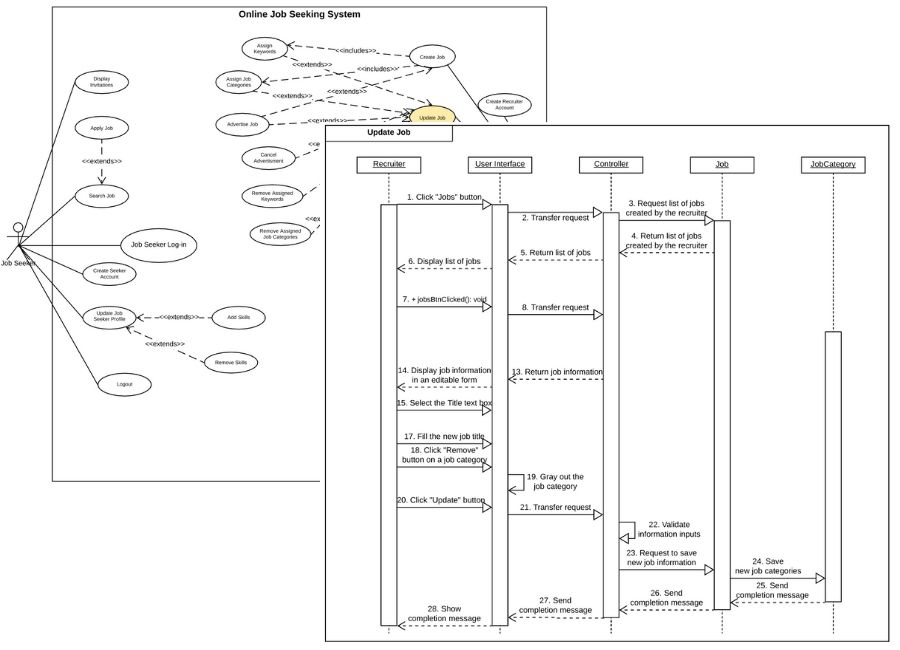 Online Job Seeking System
Assign
Keywords
<<includes>>
Create Job
<<extends>>
Display
Invitations
Assign Job
Categories
<<includes>>
<<extends>>
<<extends>>
Create Recruiter
Account
Apply Job
Advertise Job
<<extends>>
Update Job
<<extends>>
Cancel
Advertisment
<<e
Search Job
Remove Assigned
Keywords
Remove Assigned
Job Categories
<<ex
Job Seeker
Job Seeker Log-in
Create Seeker
Account
Update Job
Seeker Profile
<<extends>>
Add Skills
<<extends>>
Remove Skills
Logout
Update Job
Recruiter
User Interface
Controller
Job
JobCategory
1. Click "Jobs" button
2. Transfer request
3. Request list of jobs
created by the recruiter
4. Return list of jobs
created by the recruiter
5. Return list of jobs
6. Display list of jobs
7. + jobsBtnClicked(): void
8. Transfer request
13. Return job information
14. Display job information
in an editable form
15. Select the Title text box
17. Fill the new job title
18. Click "Remove"
button on a job category
19. Gray out the
job category
20. Click "Update" button
21. Transfer request
22. Validate
information inputs
23. Request to save
new job information
24. Save
new job categories
25. Send
completion message
26. Send
completion message
27. Send
completion message
28. Show
completion message